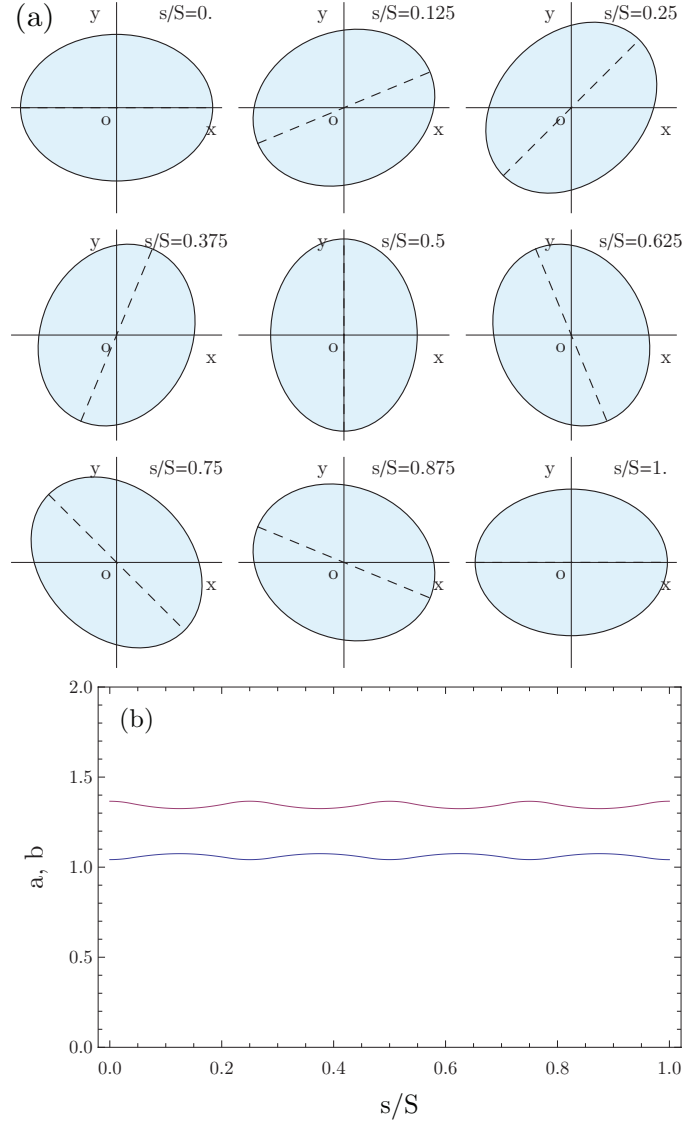 (a)
y s/S=0.
o
x
y s/S=0.125
o
x
y s/S=0.25
o
x
y s/S=0.375
o
x
y s/S=0.5
o
x
y s/S=0.625
o
x
y s/S=0.75
o
x
y s/S=0.875
o
x
y s/S=1.
o
x
(b)
2.0
1.5
1.0
0.5
0.0
a, b
0.0 0.2 0.4 0.6 0.8 1.0
s/S